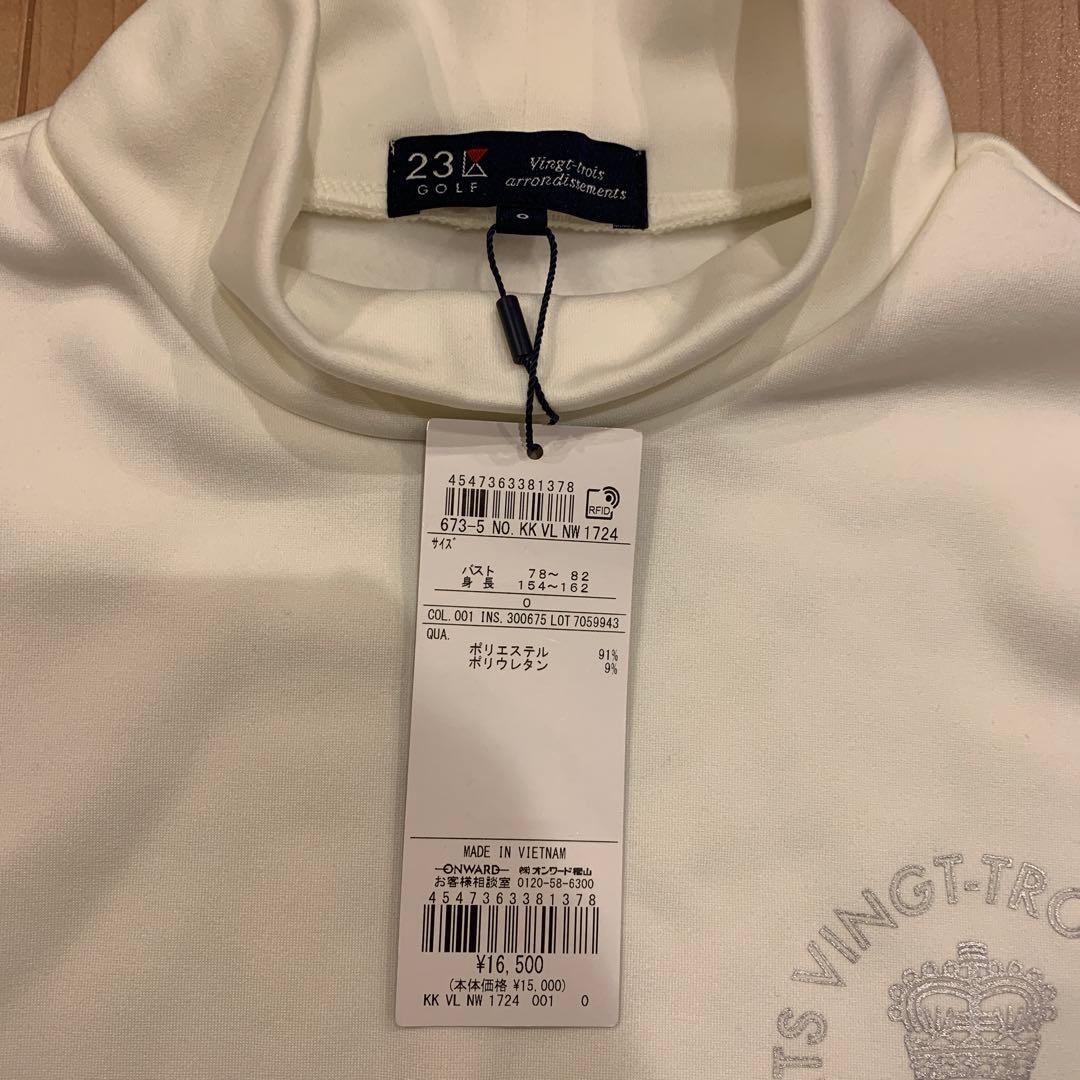 23 GOLF
Vingt-trois
arrondissements
0
4547363381378
RFID
673-5 NO. KK VL NW 1724
サイズ
バスト 78～ 82
身長 154～162
0
COL. 001 INS. 300675 LOT 7059943
QUA.
ポリエステル 91%
ポリウレタン 9%
MADE IN VIETNAM
ONWARD ㈱オンワード樫山
お客様相談室 0120-58-6300
4547363381378
¥16,500
(本体価格 ¥15,000)
KK VL NW 1724 001 0
TS VINGT-TRO